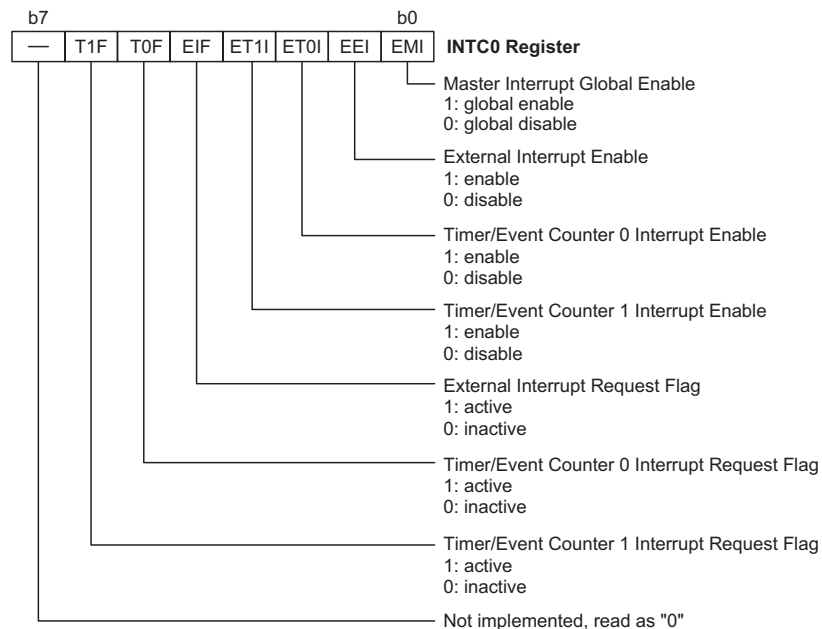 b7 b0
— T1F T0F EIF ET1I ET0I EEI EMI INTC0 Register
Master Interrupt Global Enable
1: global enable
0: global disable
External Interrupt Enable
1: enable
0: disable
Timer/Event Counter 0 Interrupt Enable
1: enable
0: disable
Timer/Event Counter 1 Interrupt Enable
1: enable
0: disable
External Interrupt Request Flag
1: active
0: inactive
Timer/Event Counter 0 Interrupt Request Flag
1: active
0: inactive
Timer/Event Counter 1 Interrupt Request Flag
1: active
0: inactive
Not implemented, read as "0"